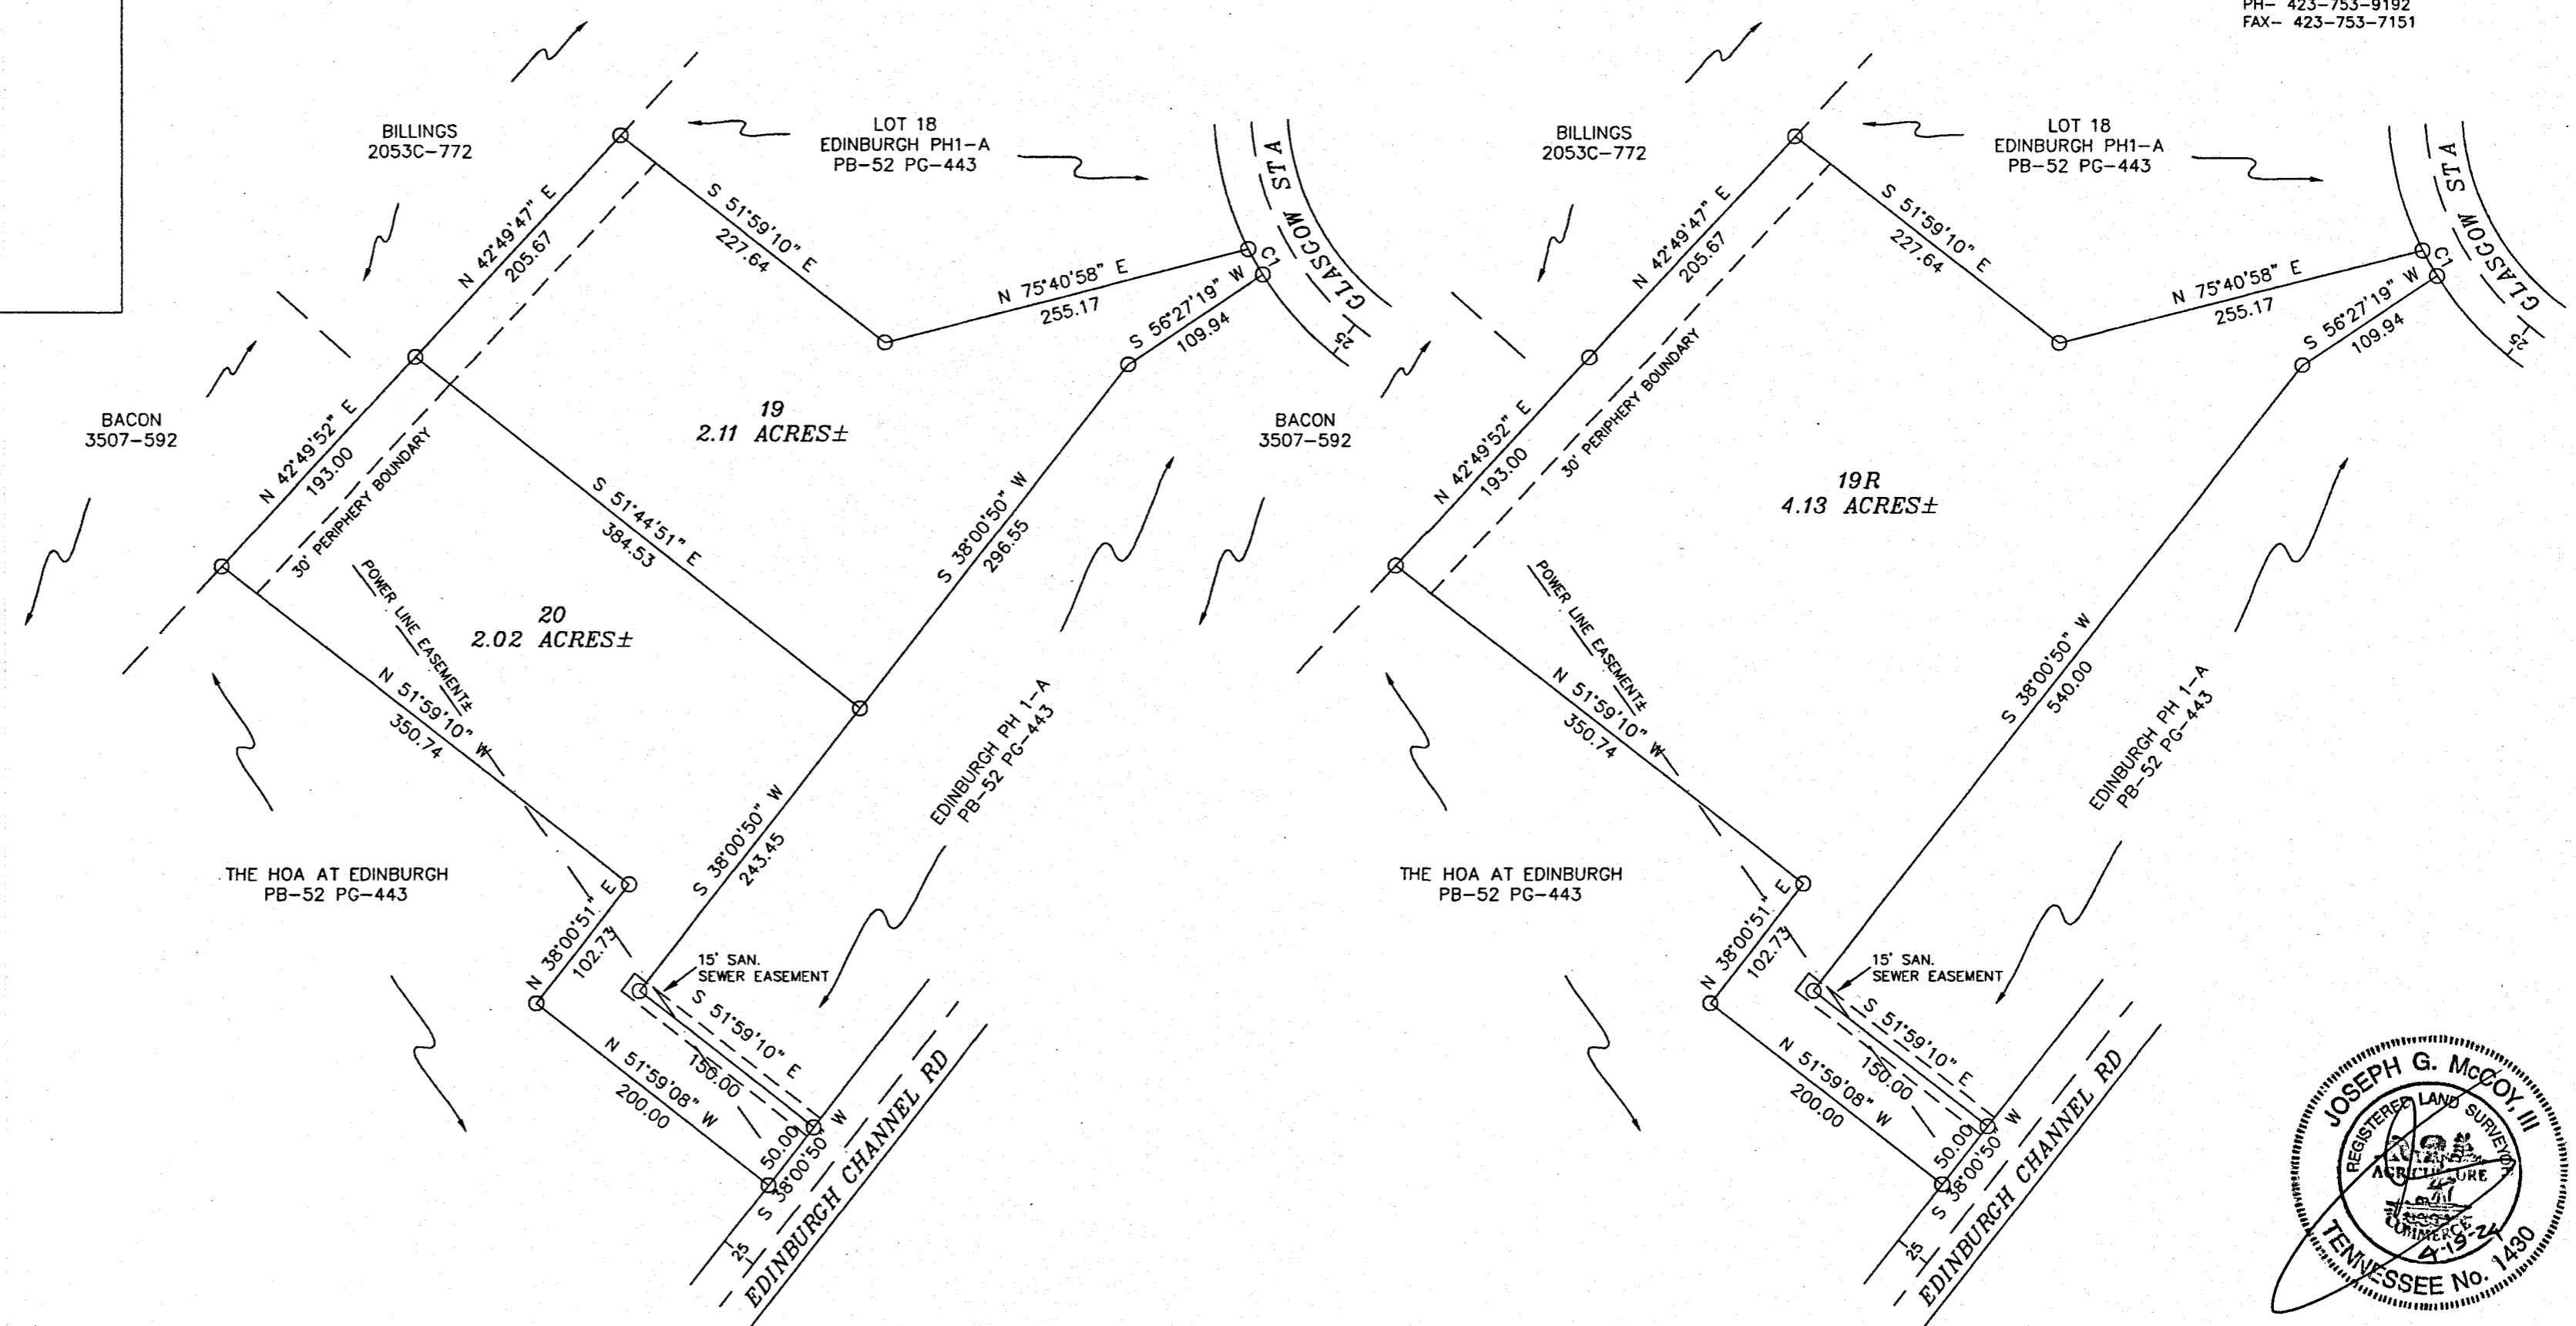 PH- 423-753-9192
FAX- 423-753-7151
BILLINGS
2053C-772
LOT 18
EDINBURGH PH1-A
PB-52 PG-443
GLASGOW STA
25
N 42°49'47" E
205.67
S 51°59'10" E
227.64
N 75°40'58" E
255.17
C1
S 56°27'19" W
109.94
BACON
3507-592
N 42°49'52" E
193.00
30' PERIPHERY BOUNDARY
19
2.11 ACRES±
S 51°44'51" E
384.53
S 38°00'50" W
296.55
POWER LINE EASEMENT±
20
2.02 ACRES±
N 51°59'10" W
350.74
S 38°00'50" W
243.45
EDINBURGH PH 1-A
PB-52 PG-443
THE HOA AT EDINBURGH
PB-52 PG-443
N 38°00'51" E
102.73
15' SAN.
SEWER EASEMENT
S 51°59'10" E
150.00
N 51°59'08" W
200.00
50.00
S 38°00'50" W
25
EDINBURGH CHANNEL RD
BILLINGS
2053C-772
LOT 18
EDINBURGH PH1-A
PB-52 PG-443
GLASGOW STA
25
N 42°49'47" E
205.67
S 51°59'10" E
227.64
N 75°40'58" E
255.17
C1
S 56°27'19" W
109.94
BACON
3507-592
N 42°49'52" E
193.00
30' PERIPHERY BOUNDARY
19R
4.13 ACRES±
POWER LINE EASEMENT±
N 51°59'10" W
350.74
S 38°00'50" W
540.00
EDINBURGH PH 1-A
PB-52 PG-443
THE HOA AT EDINBURGH
PB-52 PG-443
N 38°00'51" E
102.73
15' SAN.
SEWER EASEMENT
S 51°59'10" E
150.00
N 51°59'08" W
200.00
50.00
S 38°00'50" W
25
EDINBURGH CHANNEL RD
JOSEPH G. McCOY, III
REGISTERED LAND SURVEYOR
AGRICULTURE
COMMERCE
4-19-24
TENNESSEE No. 1430